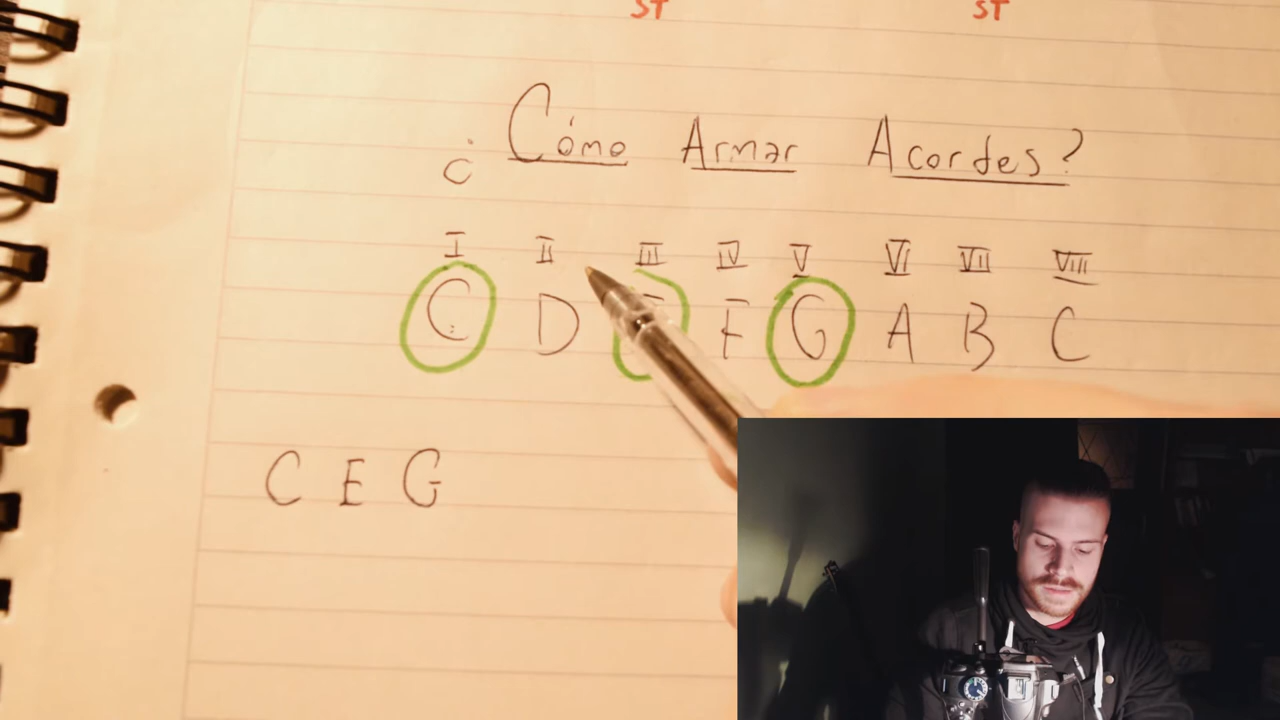 ST ST
¿Cómo Armar Acordes?
I II III IV V VI VII VIII
C D E F G A B C
C E G